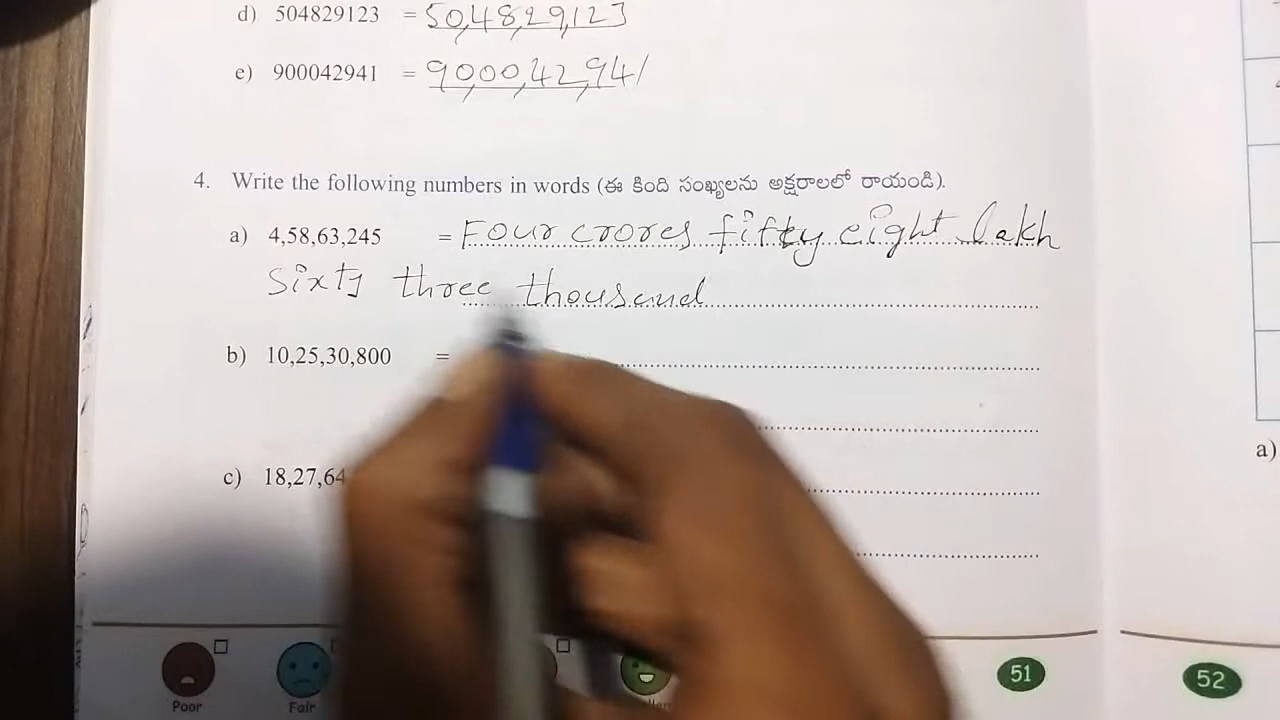 d) 504829123 = 50,48,29,123
e) 900042941 = 90,00,42,941
4. Write the following numbers in words (ఈ కింది సంఖ్యలను అక్షరాలలో రాయండి).
a) 4,58,63,245 = Four crores fifty eight lakh
sixty three thousand
b) 10,25,30,800 =
c) 18,27,64
Poor Fair
51 52
a)